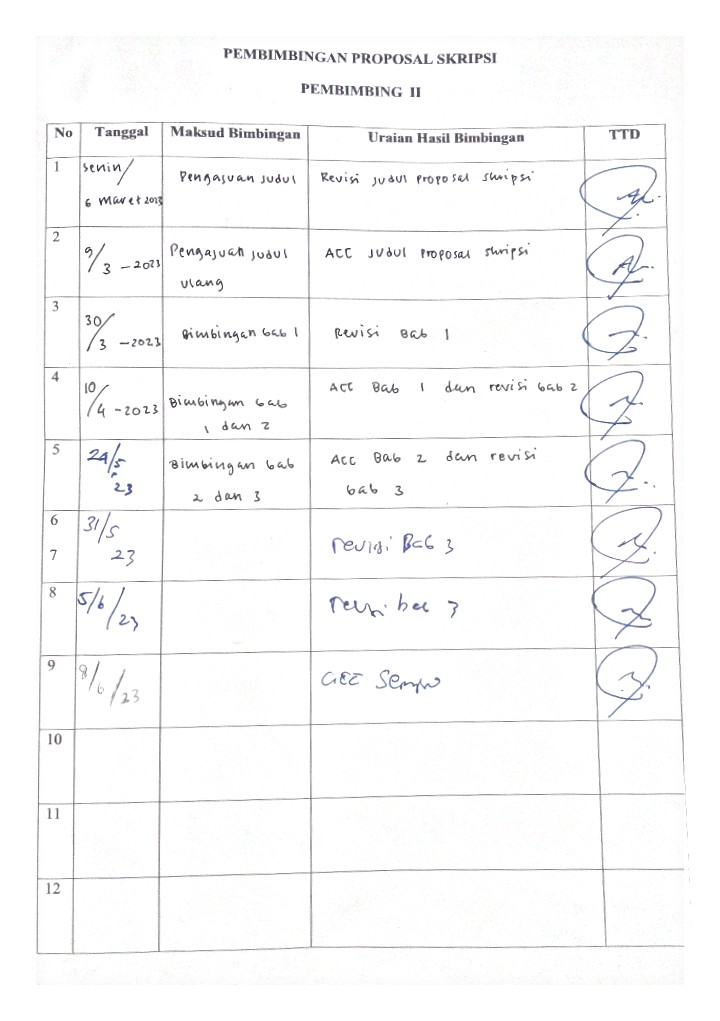 PEMBIMBINGAN PROPOSAL SKRIPSI
PEMBIMBING II
No Tanggal Maksud Bimbingan Uraian Hasil Bimbingan TTD
1 Senin/ 6 Maret 2023 Pengajuan Judul Revisi Judul Proposal Skripsi
2 9/3 - 2023 Pengajuan Judul ulang ACC Judul Proposal Skripsi
3 30/3 - 2023 Bimbingan bab 1 Revisi Bab 1
4 10/4 - 2023 Bimbingan bab 1 dan 2 ACC Bab 1 dan revisi bab 2
5 24/5 23 Bimbingan bab 2 dan 3 ACC Bab 2 dan revisi bab 3
6 31/5 23 revisi Bab 3
7
8 5/6/23 revisi bab 3
9 8/6/23 acc
10
11
12